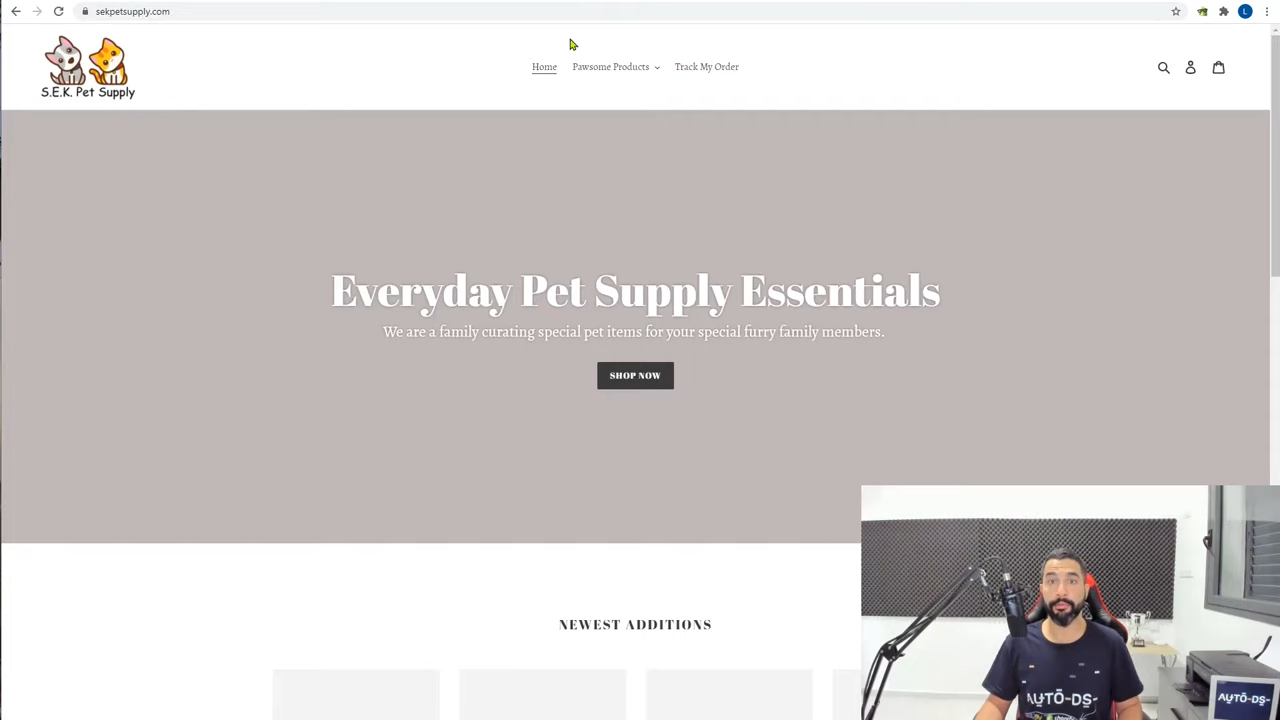 sekpetsupply.com
L
S.E.K. Pet Supply
Home Pawsome Products Track My Order
Everyday Pet Supply Essentials
We are a family curating special pet items for your special furry family members.
SHOP NOW
NEWEST ADDITIONS
AUTO-DS-
AUTO-DS-